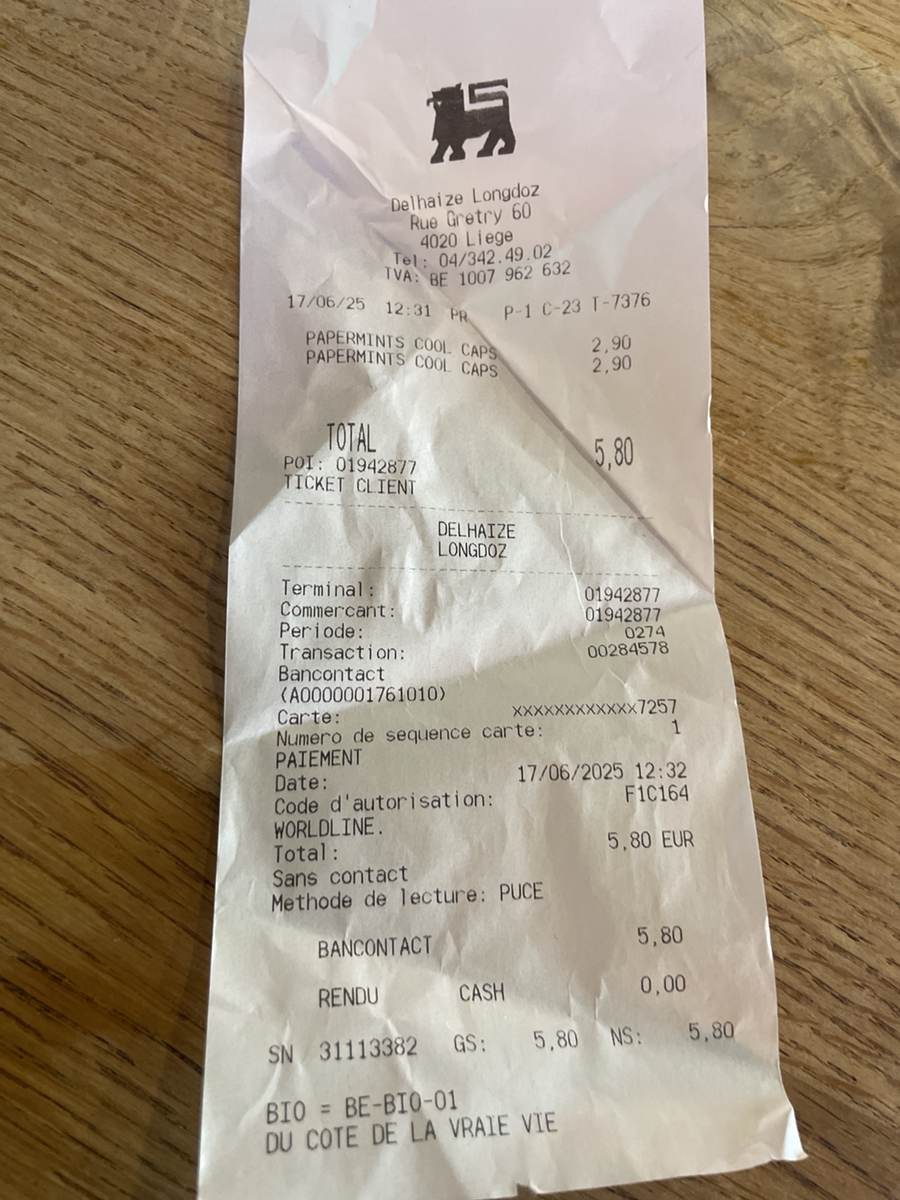 Delhaize Longdoz
Rue Gretry 60
4020 Liege
Tel: 04/342.49.02
TVA: BE 1007 962 632
17/06/25 12:31 PR P-1 C-23 T-7376
PAPERMINTS COOL CAPS 2,90
PAPERMINTS COOL CAPS 2,90
TOTAL 5,80
POI: 01942877
TICKET CLIENT
DELHAIZE
LONGDOZ
Terminal: 01942877
Commercant: 01942877
Periode: 0274
Transaction: 00284578
Bancontact
(A0000001761010)
Carte: xxxxxxxxxxxx7257
Numero de sequence carte: 1
PAIEMENT
Date: 17/06/2025 12:32
Code d'autorisation: F1C164
WORLDLINE.
Total: 5,80 EUR
Sans contact
Methode de lecture: PUCE
BANCONTACT 5,80
RENDU CASH 0,00
SN 31113382 GS: 5,80 NS: 5,80
BIO = BE-BIO-01
DU COTE DE LA VRAIE VIE